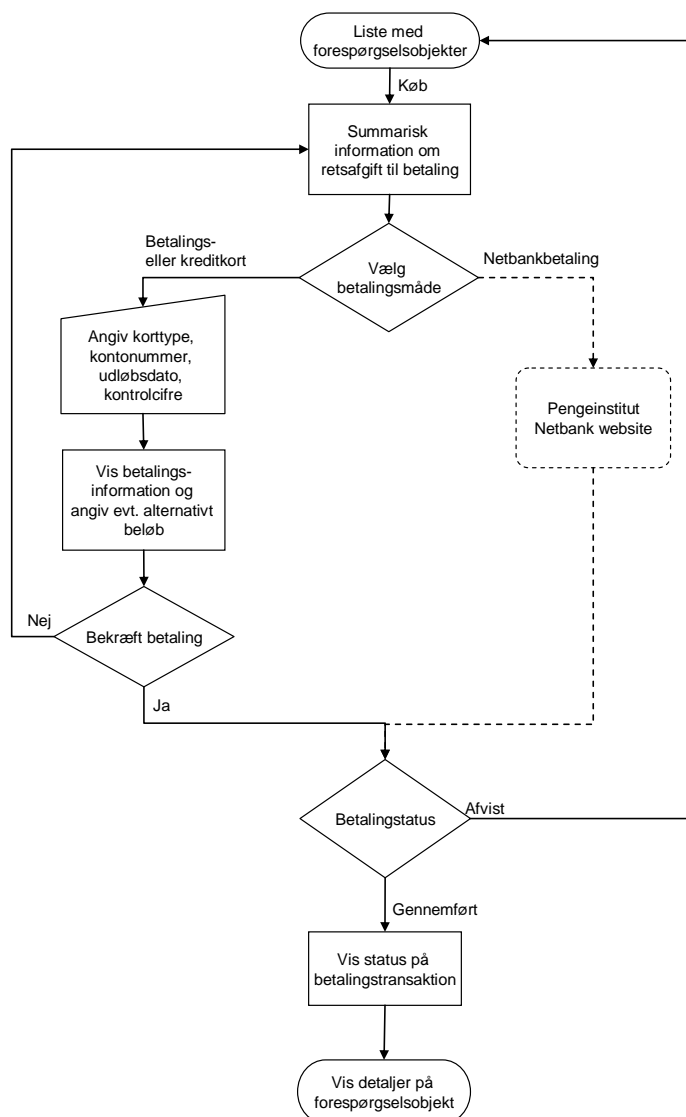 Liste med
forespørgselsobjekter
Køb
Summarisk
information om
retsafgift til betaling
Betalings-
eller kreditkort
Vælg
betalingsmåde
Netbankbetaling
Angiv korttype,
kontonummer,
udløbsdato,
kontrolcifre
Pengeinstitut
Netbank website
Vis betalings-
information og
angiv evt. alternativt
beløb
Nej
Bekræft betaling
Ja
Betalingstatus
Afvist
Gennemført
Vis status på
betalingstransaktion
Vis detaljer på
forespørgselsobjekt